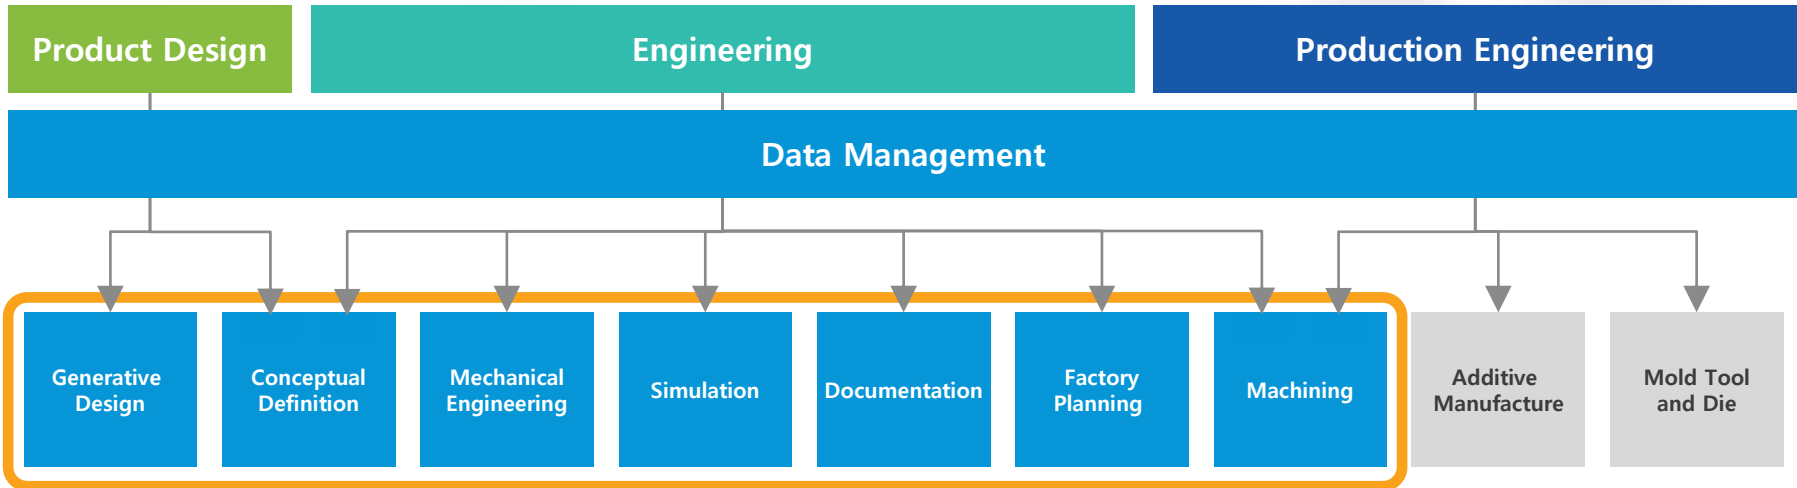 Product Design
Engineering
Production Engineering
Data Management
Generative
Design
Conceptual
Definition
Mechanical
Engineering
Simulation
Documentation
Factory
Planning
Machining
Additive
Manufacture
Mold Tool
and Die